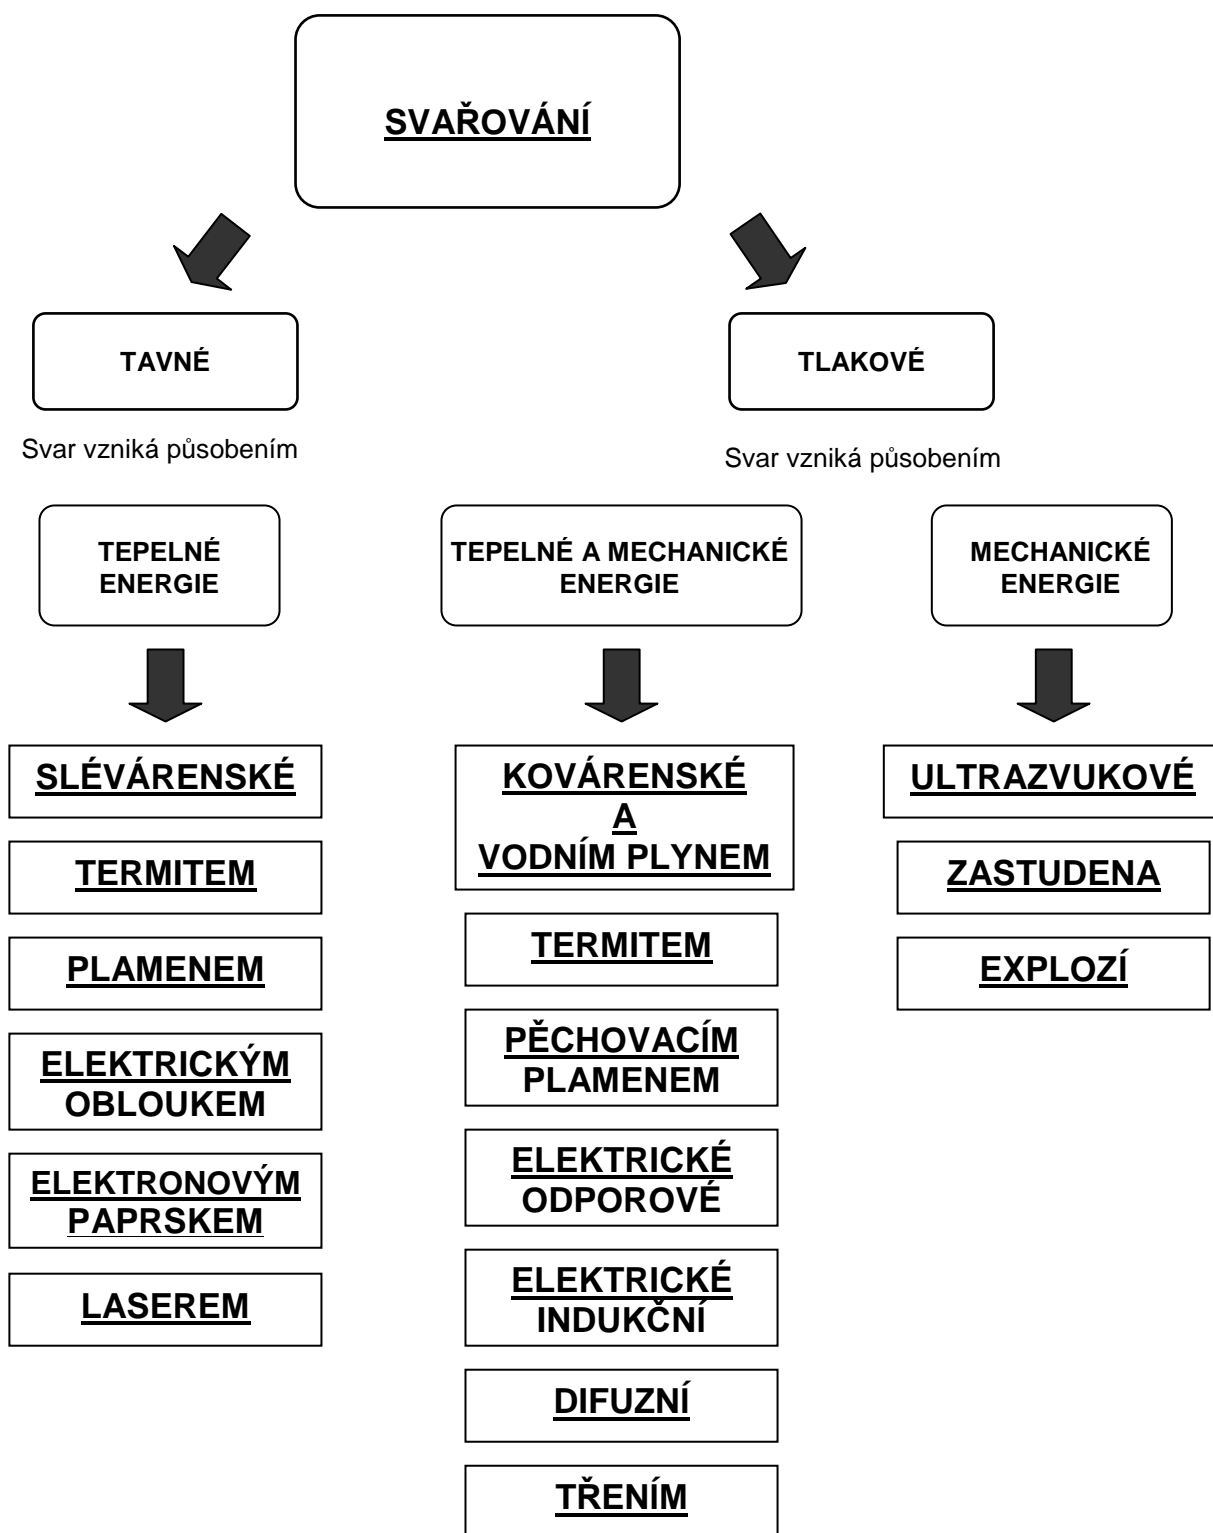 SVAŘOVÁNÍ
TAVNÉ
TLAKOVÉ
Svar vzniká působením
Svar vzniká působením
TEPELNÉ
ENERGIE
TEPELNÉ A MECHANICKÉ
ENERGIE
MECHANICKÉ
ENERGIE
SLÉVÁRENSKÉ
TERMITEM
PLAMENEM
ELEKTRICKÝM
OBLOUKEM
ELEKTRONOVÝM
PAPRSKEM
LASEREM
KOVÁRENSKÉ
A
VODNÍM PLYNEM
TERMITEM
PĚCHOVACÍM
PLAMENEM
ELEKTRICKÉ
ODPOROVÉ
ELEKTRICKÉ
INDUKČNÍ
DIFUZNÍ
TŘENÍM
ULTRAZVUKOVÉ
ZASTUDENA
EXPLOZÍ